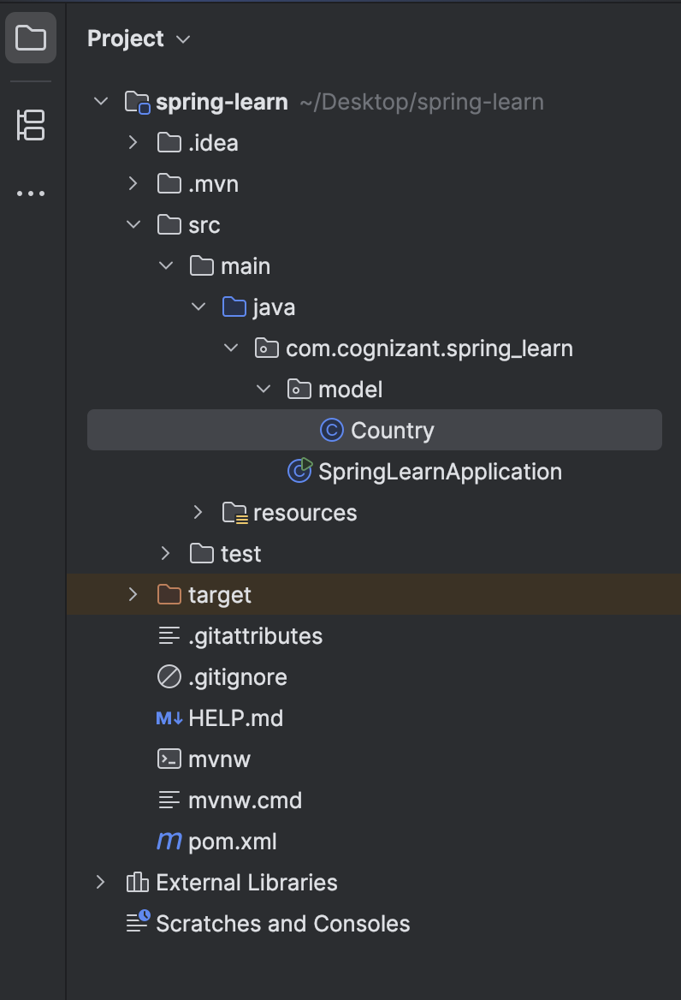 Project
spring-learn ~/Desktop/spring-learn
.idea
.mvn
src
main
java
com.cognizant.spring_learn
model
Country
SpringLearnApplication
resources
test
target
.gitattributes
.gitignore
HELP.md
mvnw
mvnw.cmd
pom.xml
External Libraries
Scratches and Consoles